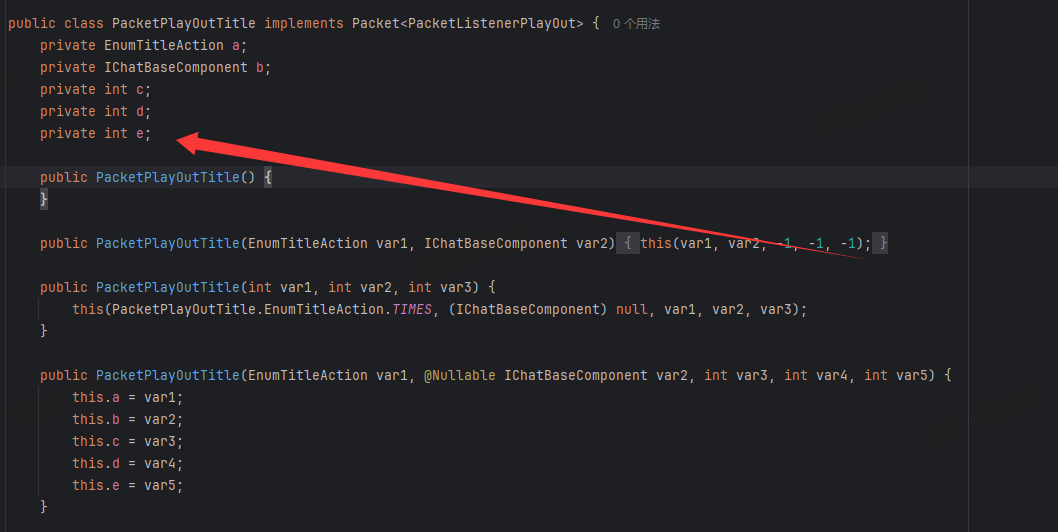 public class PacketPlayOutTitle implements Packet<PacketListenerPlayOut> { 0 个用法
private EnumTitleAction a;
private IChatBaseComponent b;
private int c;
private int d;
private int e;
public PacketPlayOutTitle() {
}
public PacketPlayOutTitle(EnumTitleAction var1, IChatBaseComponent var2) { this(var1, var2, -1, -1, -1); }
public PacketPlayOutTitle(int var1, int var2, int var3) {
this(PacketPlayOutTitle.EnumTitleAction.TIMES, (IChatBaseComponent) null, var1, var2, var3);
}
public PacketPlayOutTitle(EnumTitleAction var1, @Nullable IChatBaseComponent var2, int var3, int var4, int var5) {
this.a = var1;
this.b = var2;
this.c = var3;
this.d = var4;
this.e = var5;
}